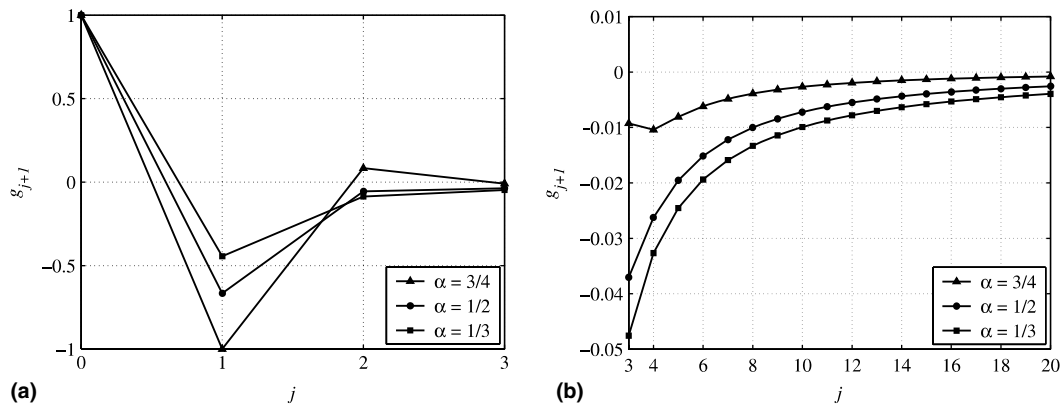 1
0.5
0
−0.5
−1
g_{j+1}
0
1
2
3
j
α = 3/4
α = 1/2
α = 1/3
(a)
0.01
0
−0.01
−0.02
−0.03
−0.04
−0.05
g_{j+1}
3 4 6 8 10 12 14 16 18 20
j
α = 3/4
α = 1/2
α = 1/3
(b)